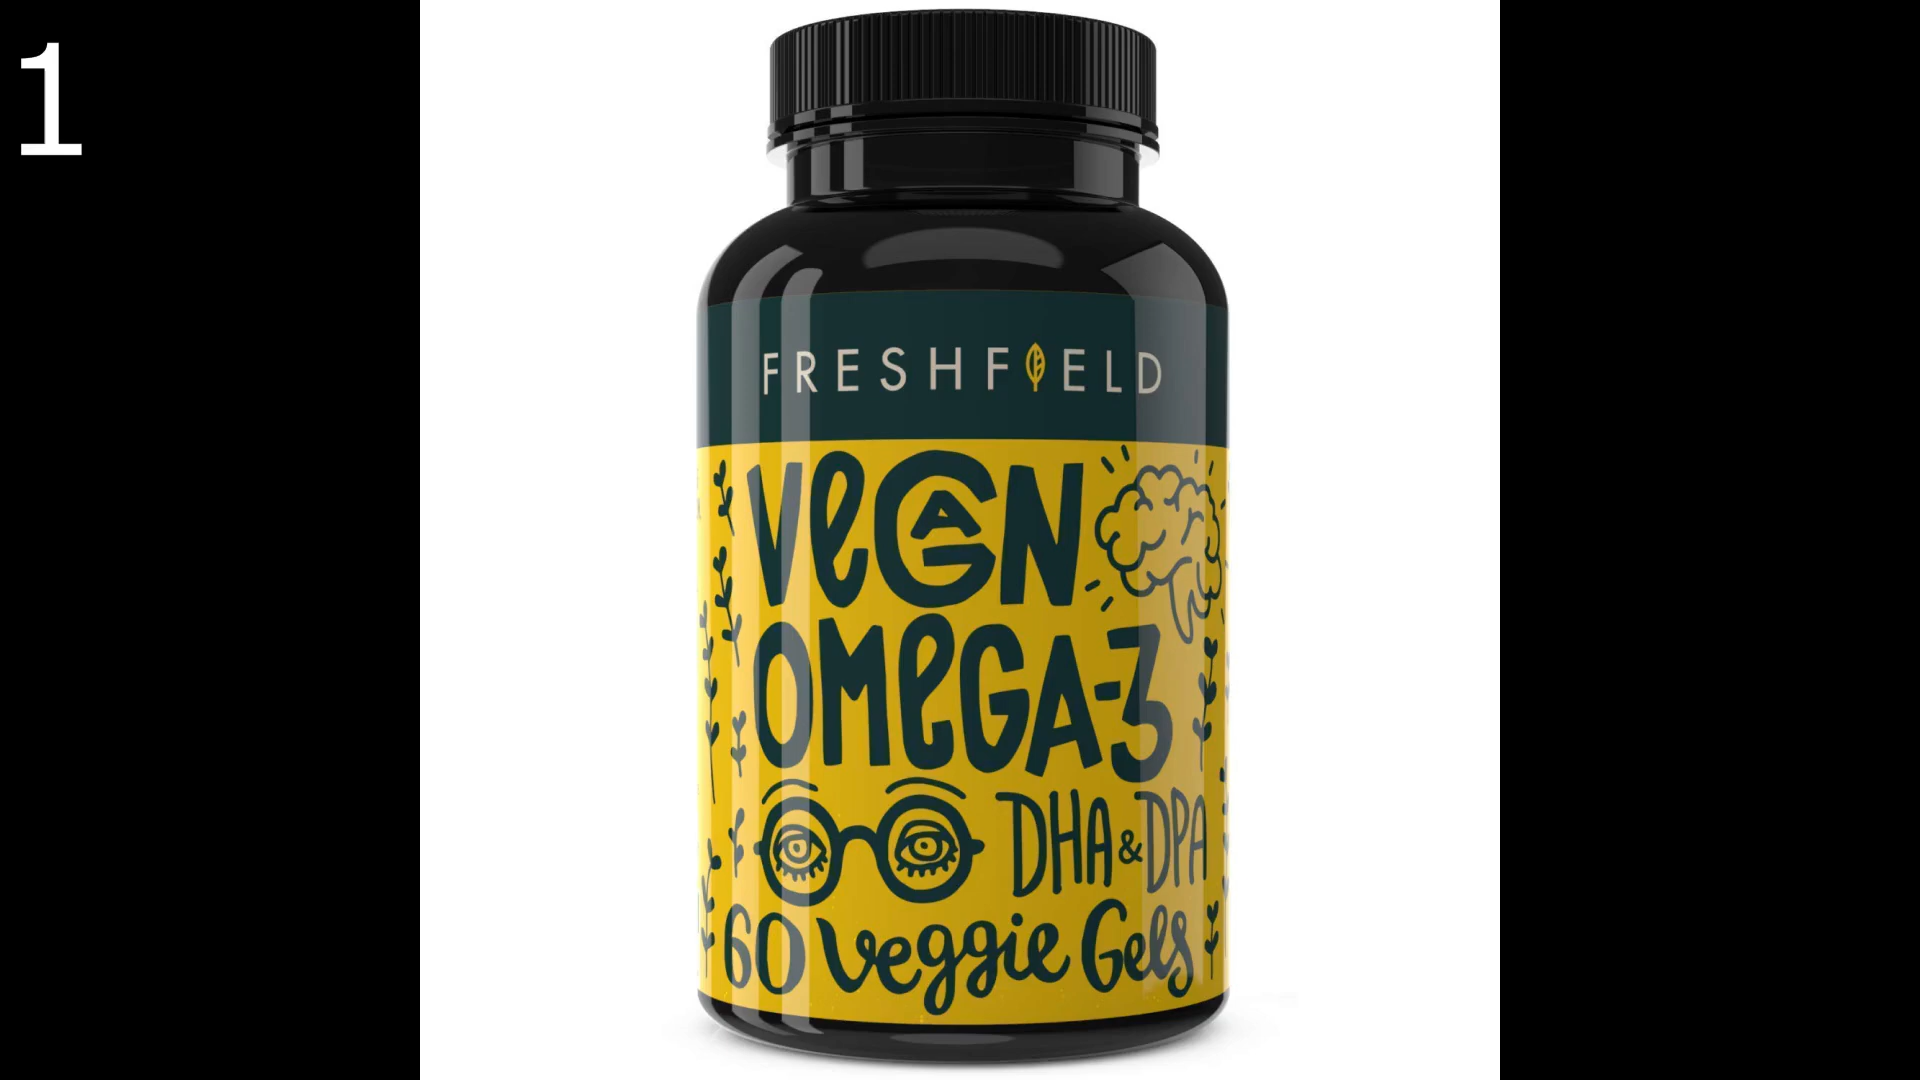 1
FRESHFIELD
VEGAN
OMEGA-3
DHA & DPA
60 Veggie Gels